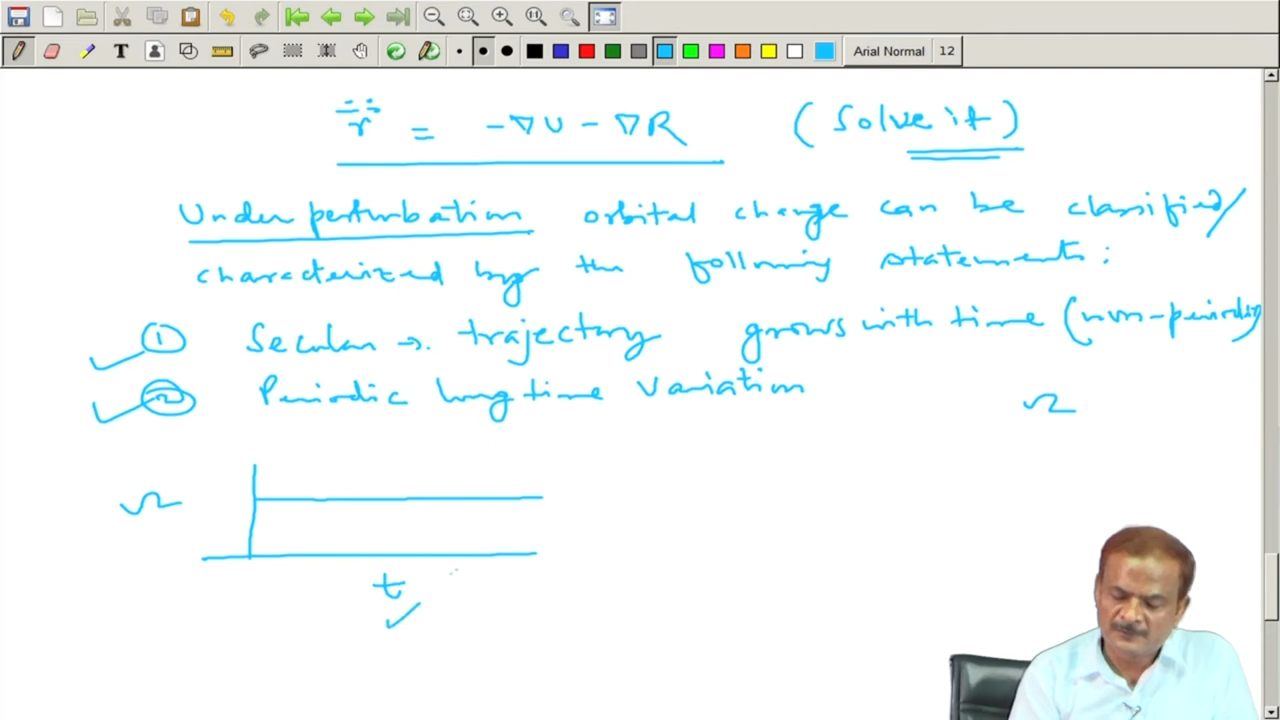 T
Arial Normal 12
r̈ = -∇U - ∇R (Solve it)
Under perturbation orbital change can be classified/
characterized by the following statements:
① Secular → trajectory grows with time (non-periodic)
② Periodic long time variation
Ω
Ω
t